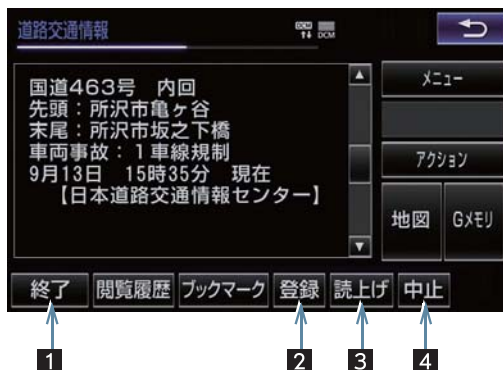 道路交通情報
DCM
DCM
メニュー
国道463号 内回
先頭：所沢市亀ヶ谷
末尾：所沢市坂之下橋
車両事故：1車線規制
9月13日 15時35分 現在
【日本道路交通情報センター】
アクション
地図 Gメモリ
終了 閲覧履歴 ブックマーク 登録 読上げ 中止
1 2 3 4